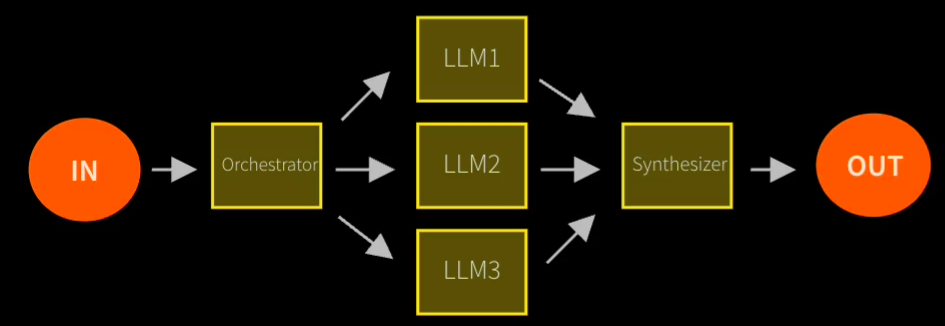 IN
Orchestrator
LLM1
LLM2
LLM3
Synthesizer
OUT